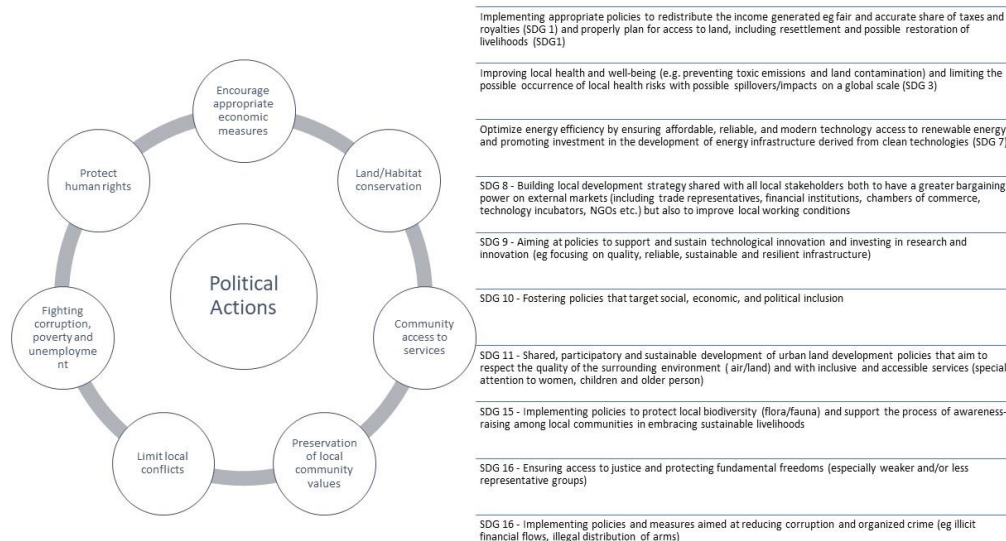 Encourage
appropriate
economic
measures
Land/Habitat
conservation
Community
access to
services
Preservation
of local
community
values
Limit local
conflicts
Fighting
corruption,
poverty and
unemployme
nt
Protect
human rights
Political
Actions
Implementing appropriate policies to redistribute the income generated eg fair and accurate share of taxes and
royalties (SDG 1) and properly plan for access to land, including resettlement and possible restoration of
livelihoods (SDG1)
Improving local health and well-being (e.g. preventing toxic emissions and land contamination) and limiting the
possible occurrence of local health risks with possible spillovers/impacts on a global scale (SDG 3)
Optimize energy efficiency by ensuring affordable, reliable, and modern technology access to renewable energy
and promoting investment in the development of energy infrastructure derived from clean technologies (SDG 7)
SDG 8 - Building local development strategy shared with all local stakeholders both to have a greater bargaining
power on external markets (including trade representatives, financial institutions, chambers of commerce,
technology incubators, NGOs etc.) but also to improve local working conditions
SDG 9 - Aiming at policies to support and sustain technological innovation and investing in research and
innovation (eg focusing on quality, reliable, sustainable and resilient infrastructure)
SDG 10 - Fostering policies that target social, economic, and political inclusion
SDG 11 - Shared, participatory and sustainable development of urban land development policies that aim to
respect the quality of the surrounding environment ( air/land) and with inclusive and accessible services (special
attention to women, children and older person)
SDG 15 - Implementing policies to protect local biodiversity (flora/fauna) and support the process of awareness-
raising among local communities in embracing sustainable livelihoods
SDG 16 - Ensuring access to justice and protecting fundamental freedoms (especially weaker and/or less
representative groups)
SDG 16 - Implementing policies and measures aimed at reducing corruption and organized crime (eg illicit
financial flows, illegal distribution of arms)